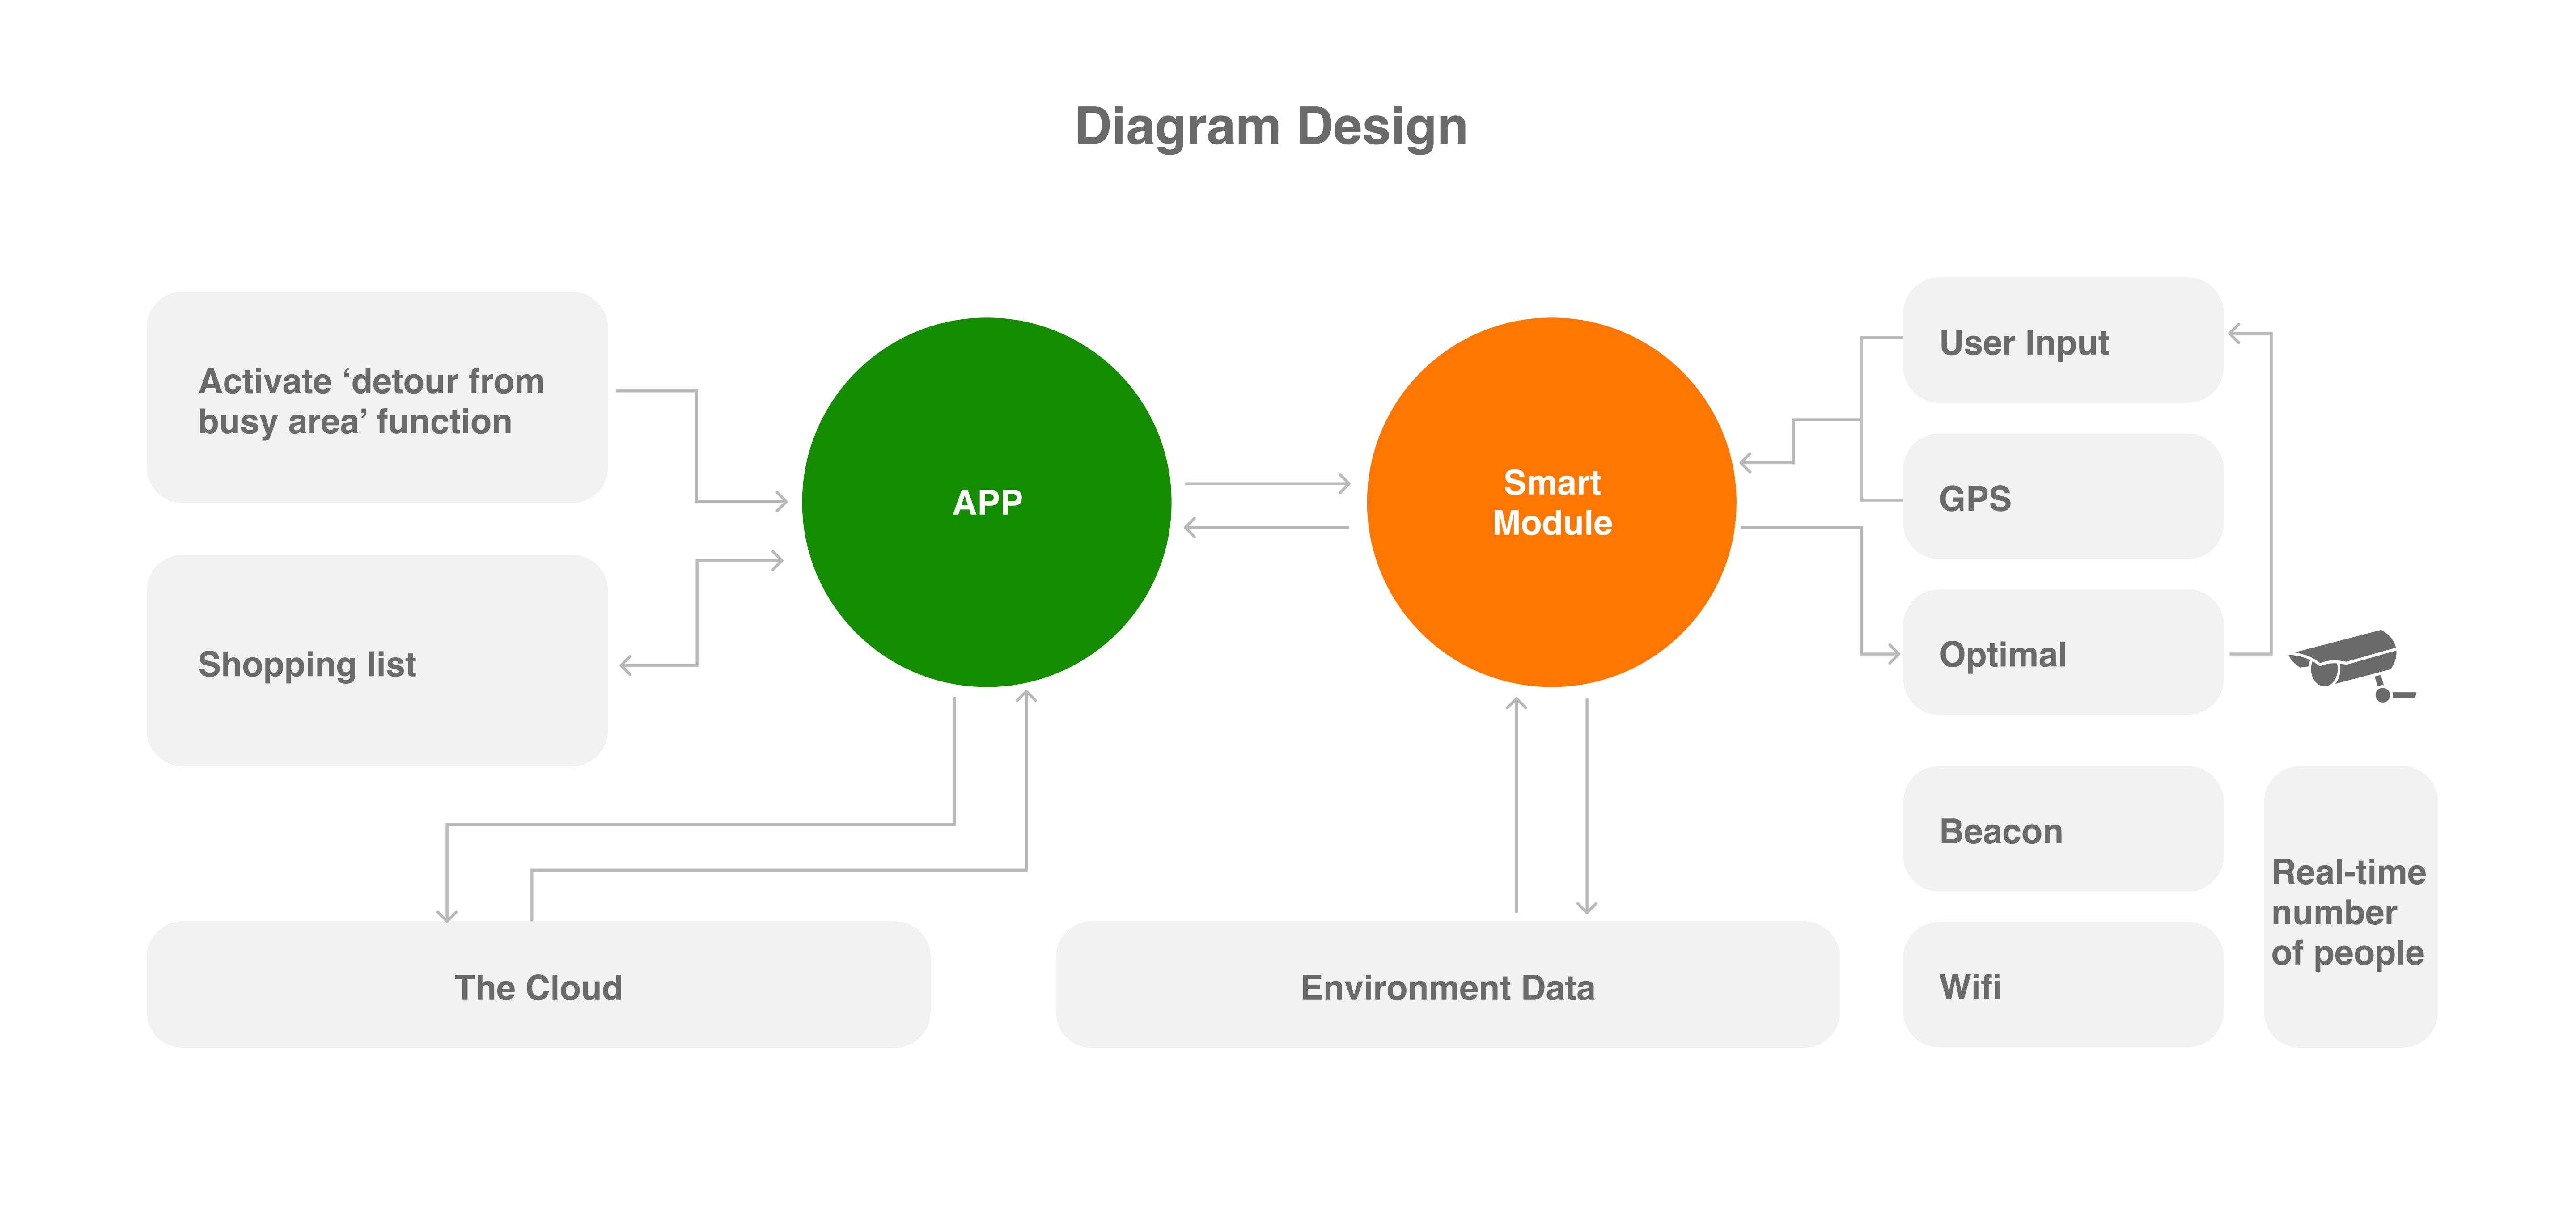 Diagram Design
Activate ‘detour from
busy area’ function
Shopping list
APP
Smart
Module
User Input
GPS
Optimal
Beacon
Wifi
Real-time
number
of people
The Cloud
Environment Data